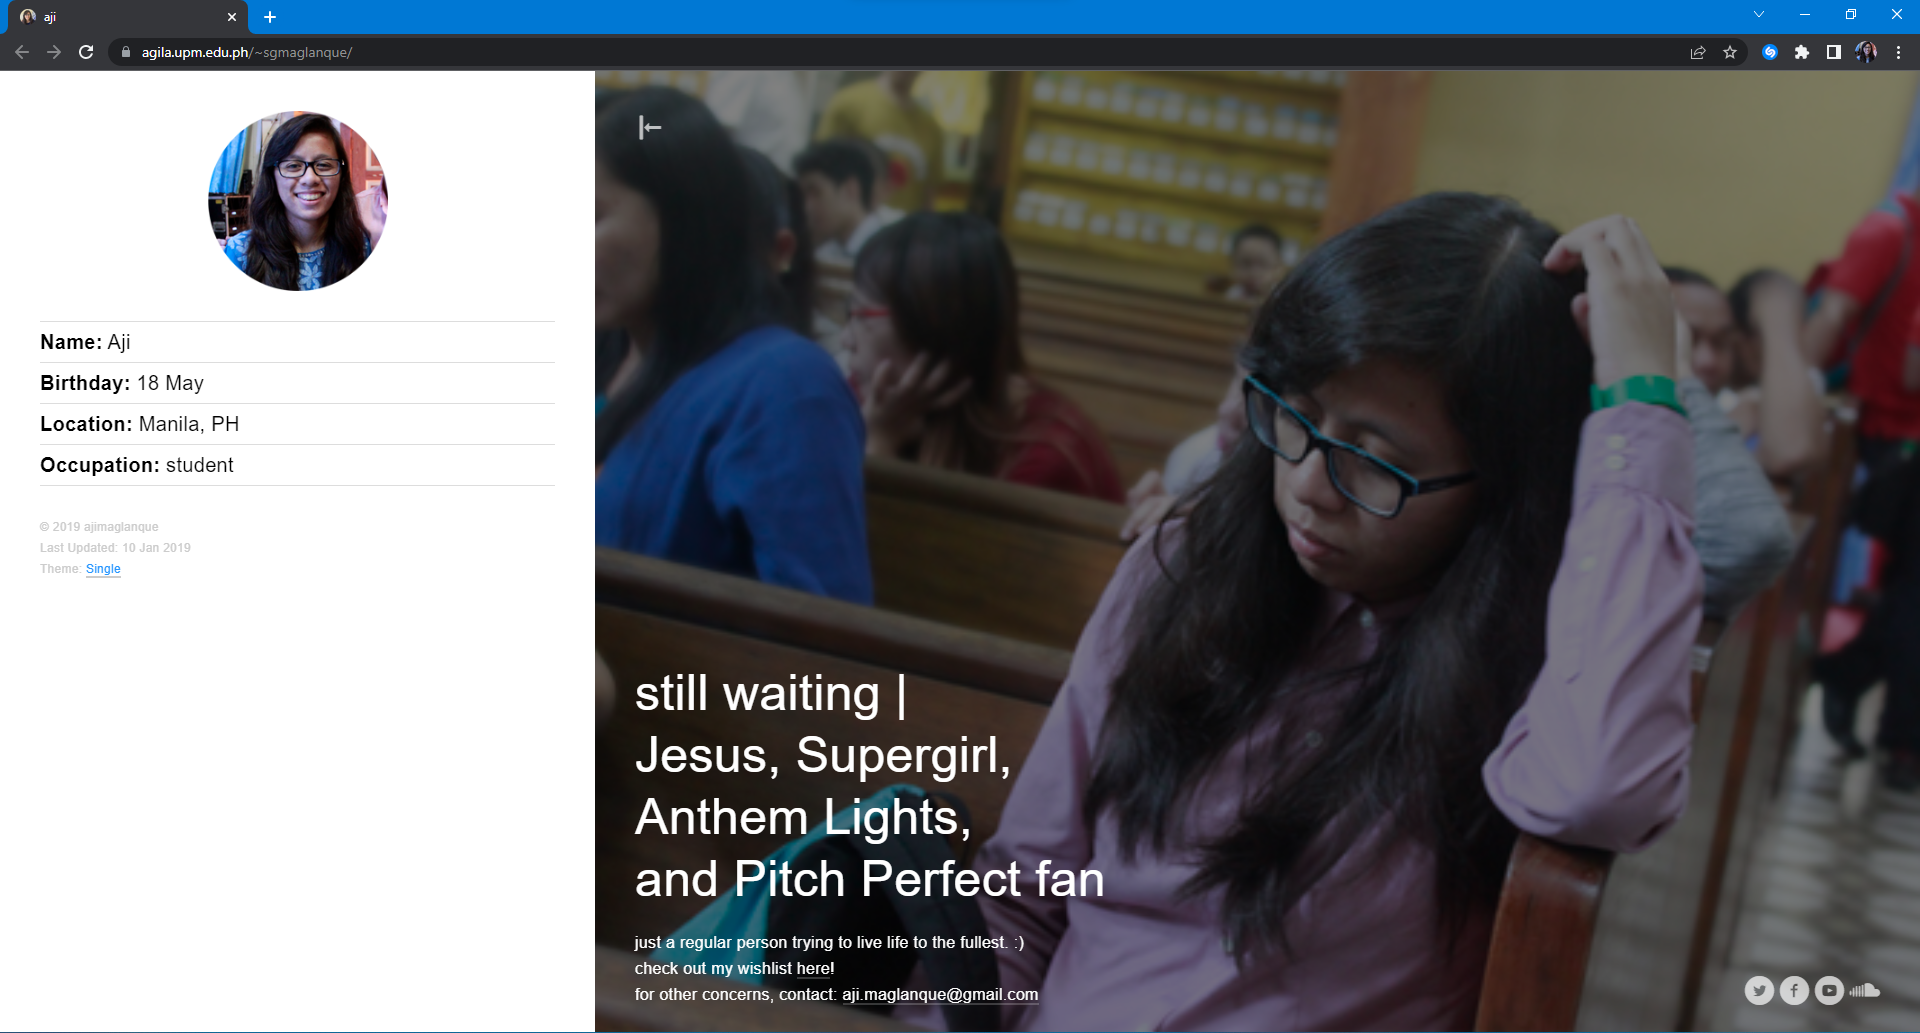 aji
agila.upm.edu.ph/~sgmaglanque/
Name: Aji
Birthday: 18 May
Location: Manila, PH
Occupation: student
© 2019 ajimaglanque
Last Updated: 10 Jan 2019
Theme: Single
still waiting |
Jesus, Supergirl,
Anthem Lights,
and Pitch Perfect fan
just a regular person trying to live life to the fullest. :)
check out my wishlist here!
for other concerns, contact: aji.maglanque@gmail.com